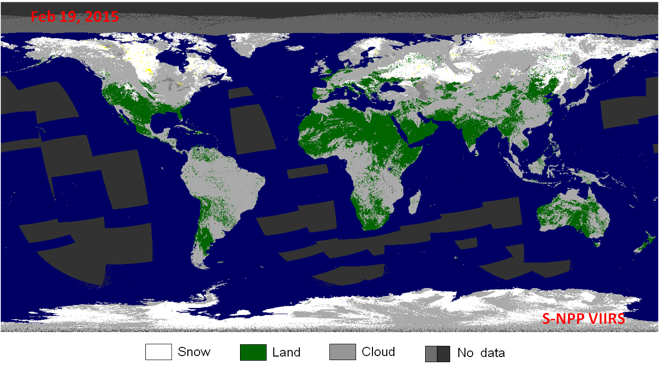 Feb 19, 2015
S-NPP VIIRS
Snow Land Cloud No data